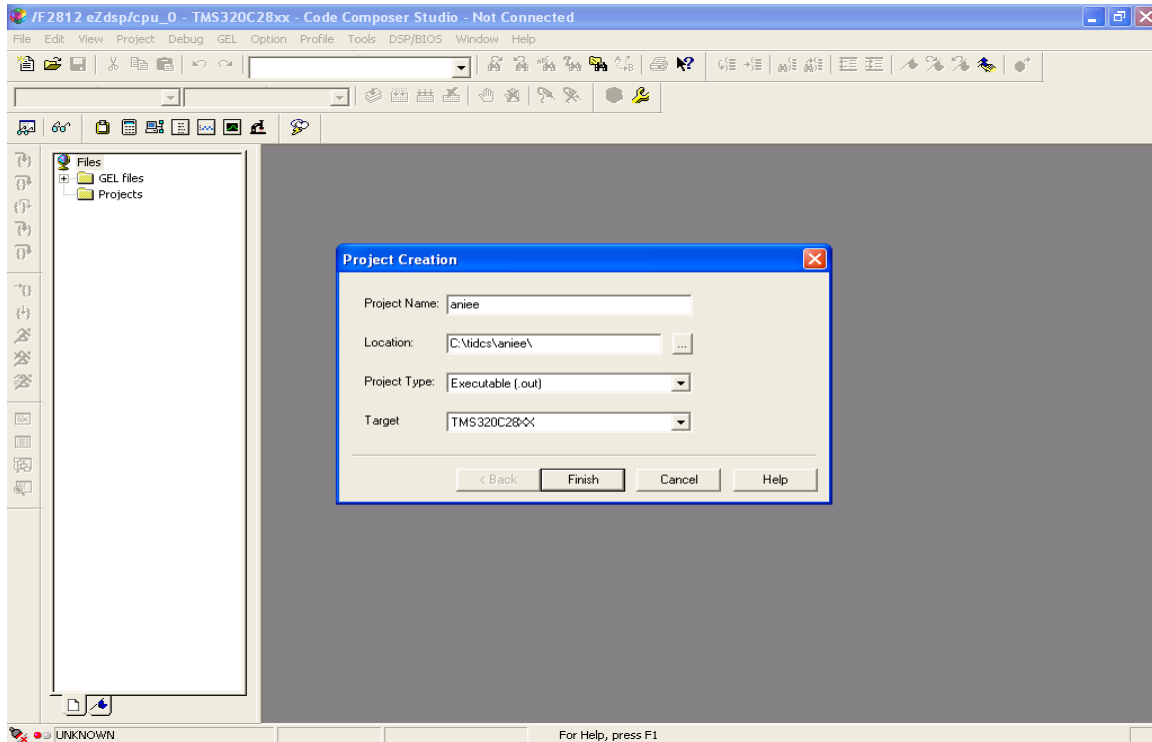 /F2812 eZdsp/cpu_0 - TMS320C28xx - Code Composer Studio - Not Connected
File Edit View Project Debug GEL Option Profile Tools DSP/BIOS Window Help
Files
GEL files
Projects
Project Creation
Project Name: aniee
Location: C:\tidcs\aniee\ ...
Project Type: Executable (.out)
Target TMS320C28XX
< Back Finish Cancel Help
UNKNOWN For Help, press F1